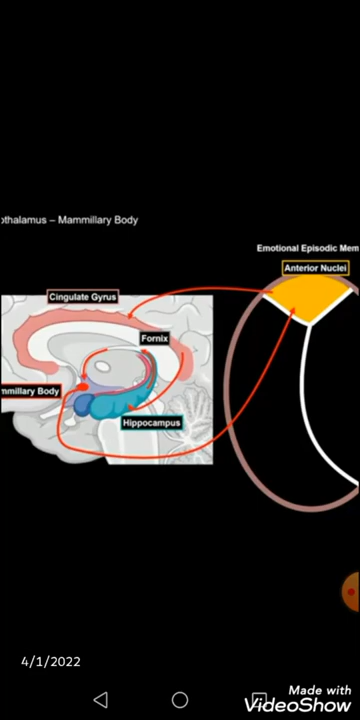 othalamus – Mammillary Body
Emotional Episodic Mem
Anterior Nuclei
Cingulate Gyrus
Fornix
mmillary Body
Hippocampus
4/1/2022
Made with
VideoShow